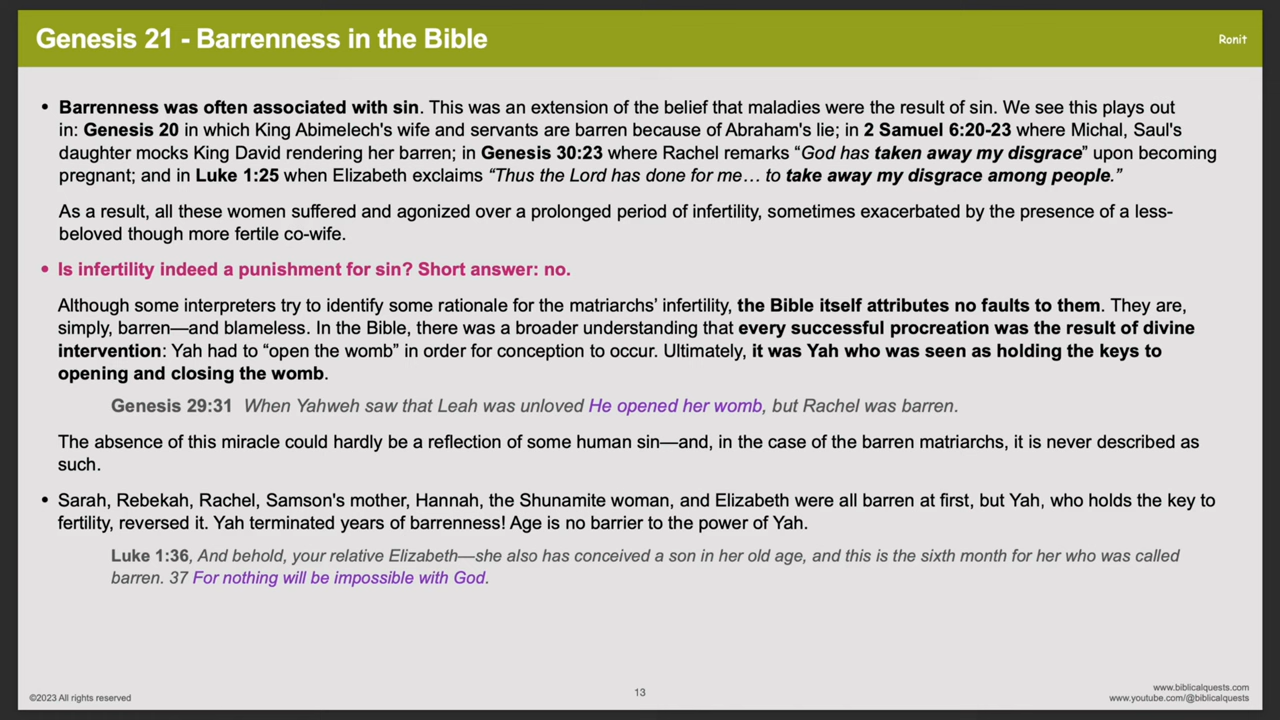 Genesis 21 - Barrenness in the Bible
Ronit
• Barrenness was often associated with sin. This was an extension of the belief that maladies were the result of sin. We see this plays out
in: Genesis 20 in which King Abimelech's wife and servants are barren because of Abraham's lie; in 2 Samuel 6:20-23 where Michal, Saul's
daughter mocks King David rendering her barren; in Genesis 30:23 where Rachel remarks “God has taken away my disgrace” upon becoming
pregnant; and in Luke 1:25 when Elizabeth exclaims “Thus the Lord has done for me… to take away my disgrace among people.”
As a result, all these women suffered and agonized over a prolonged period of infertility, sometimes exacerbated by the presence of a less-
beloved though more fertile co-wife.
• Is infertility indeed a punishment for sin? Short answer: no.
Although some interpreters try to identify some rationale for the matriarchs’ infertility, the Bible itself attributes no faults to them. They are,
simply, barren—and blameless. In the Bible, there was a broader understanding that every successful procreation was the result of divine
intervention: Yah had to “open the womb” in order for conception to occur. Ultimately, it was Yah who was seen as holding the keys to
opening and closing the womb.
Genesis 29:31 When Yahweh saw that Leah was unloved He opened her womb, but Rachel was barren.
The absence of this miracle could hardly be a reflection of some human sin—and, in the case of the barren matriarchs, it is never described as
such.
• Sarah, Rebekah, Rachel, Samson's mother, Hannah, the Shunamite woman, and Elizabeth were all barren at first, but Yah, who holds the key to
fertility, reversed it. Yah terminated years of barrenness! Age is no barrier to the power of Yah.
Luke 1:36, And behold, your relative Elizabeth—she also has conceived a son in her old age, and this is the sixth month for her who was called
barren. 37 For nothing will be impossible with God.
©2023 All rights reserved
13
www.biblicalquests.com
www.youtube.com/@biblicalquests